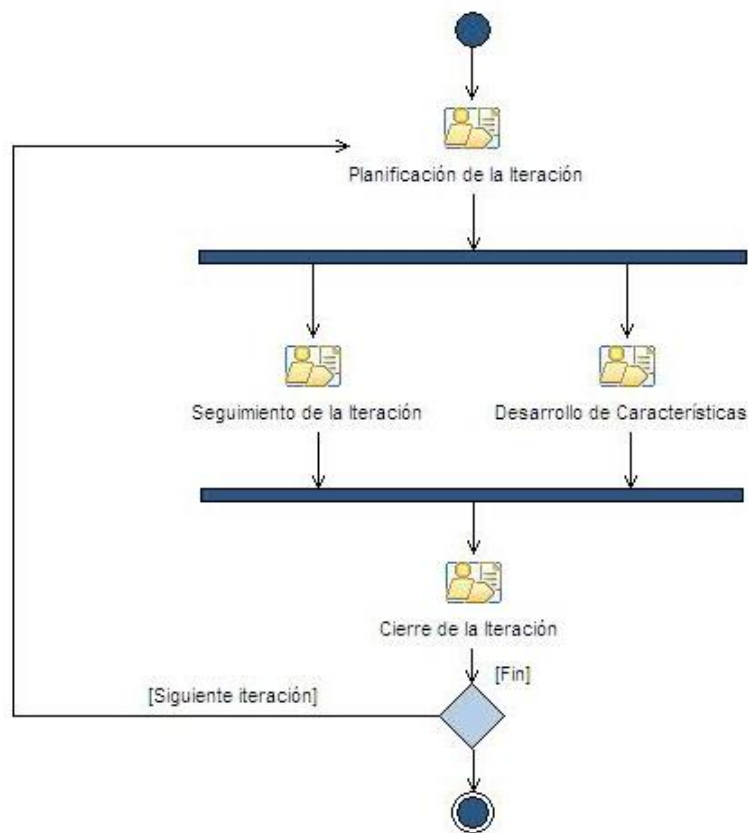 Planificación de la Iteración
Seguimiento de la Iteración
Desarrollo de Características
Cierre de la Iteración
[Fin]
[Siguiente iteración]